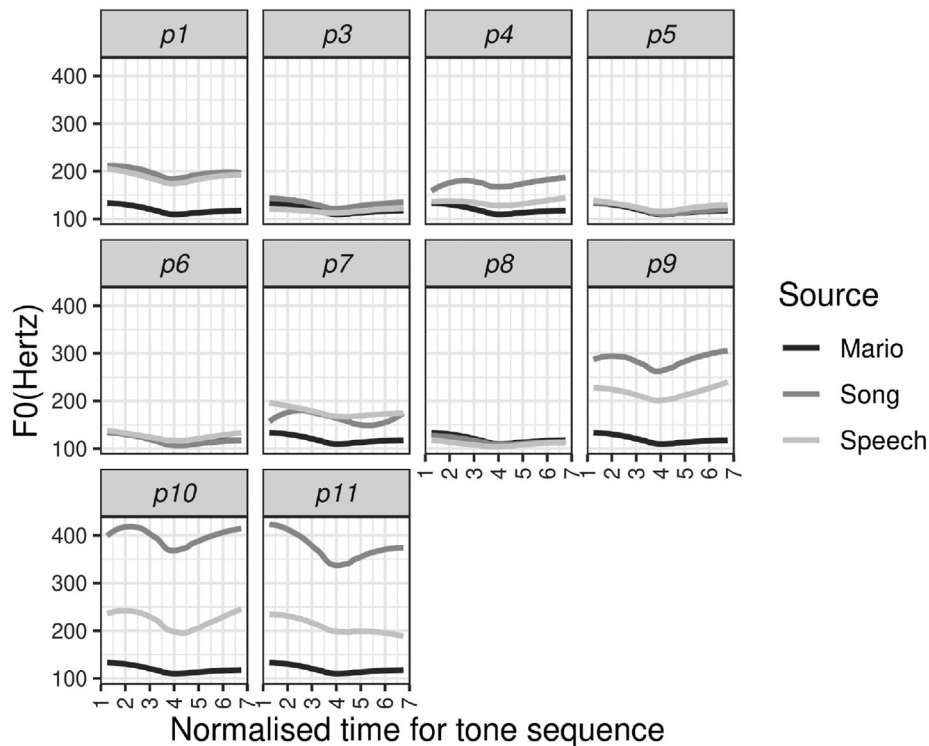 p1 p3 p4 p5
400
300
200
100
p6 p7 p8 p9
400
300
200
100
1 2 3 4 5 6 7 1 2 3 4 5 6 7
p10 p11
400
300
200
100
1 2 3 4 5 6 7 1 2 3 4 5 6 7
F0(Hertz)
Normalised time for tone sequence
Source
Mario
Song
Speech